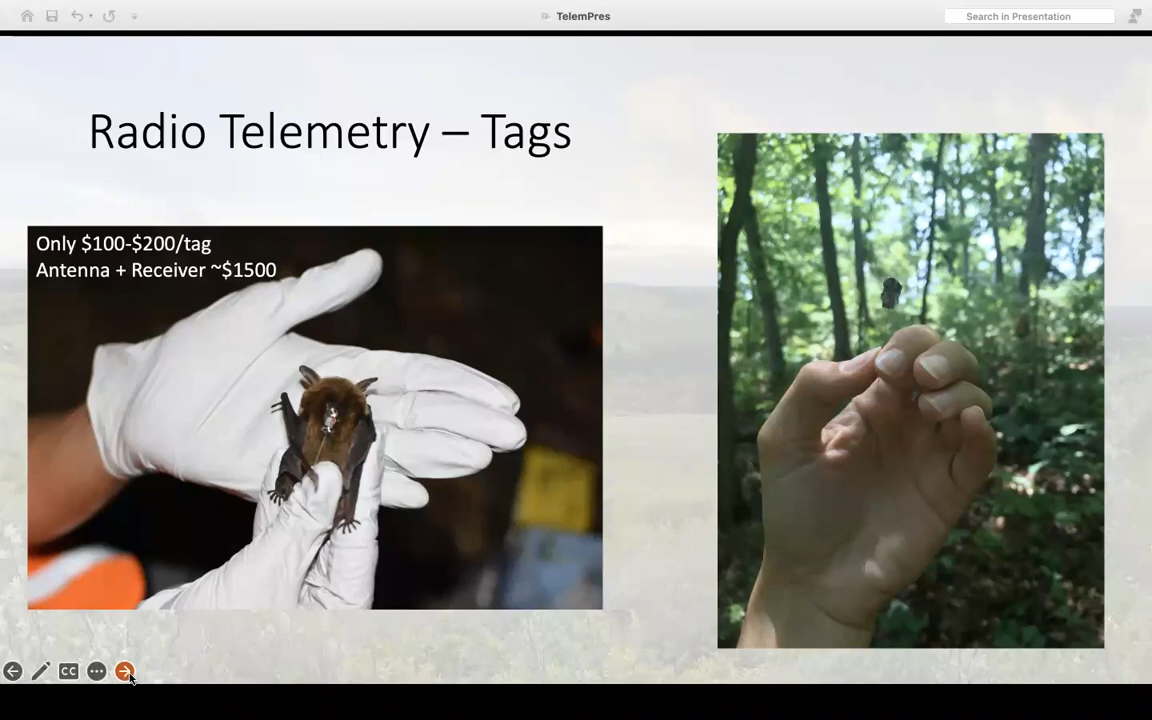 TelemPres
Search in Presentation
Radio Telemetry – Tags
Only $100-$200/tag
Antenna + Receiver ~$1500
CC